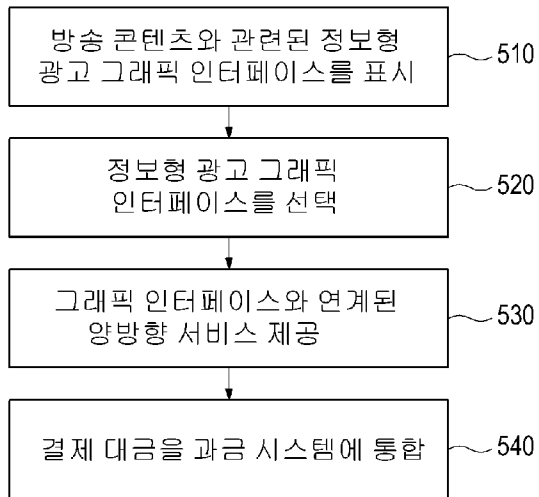 방송 콘텐츠와 관련된 정보형
광고 그래픽 인터페이스를 표시
510
정보형 광고 그래픽
인터페이스를 선택
520
그래픽 인터페이스와 연계된
양방향 서비스 제공
530
결제 대금을 과금 시스템에 통합
540